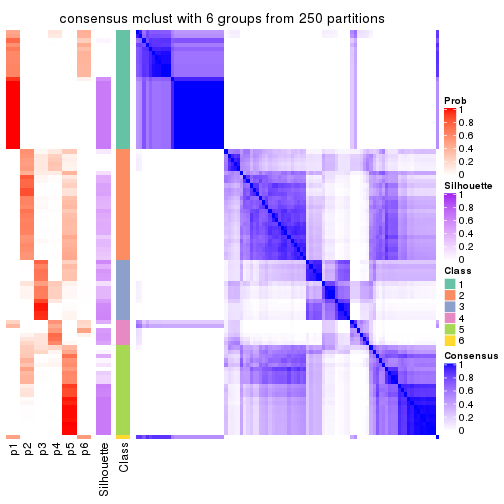 consensus mclust with 6 groups from 250 partitions
Prob
1
0.8
0.6
0.4
0.2
0
Silhouette
1
0.8
0.6
0.4
0.2
0
Class
1
2
3
4
5
6
Consensus
1
0.8
0.6
0.4
0.2
0
p1
p2
p3
p4
p5
p6
Silhouette
Class